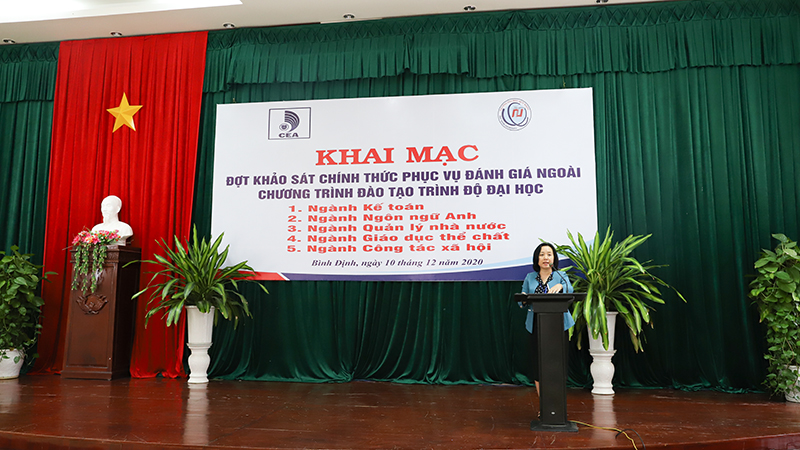 CEA
KHAI MẠC
ĐỢT KHẢO SÁT CHÍNH THỨC PHỤC VỤ ĐÁNH GIÁ NGOÀI
CHƯƠNG TRÌNH ĐÀO TẠO TRÌNH ĐỘ ĐẠI HỌC
1. Ngành Kế toán
2. Ngành Ngôn ngữ Anh
3. Ngành Quản lý nhà nước
4. Ngành Giáo dục thể chất
5. Ngành Công tác xã hội
Bình Định, ngày 10 tháng 12 năm 2020